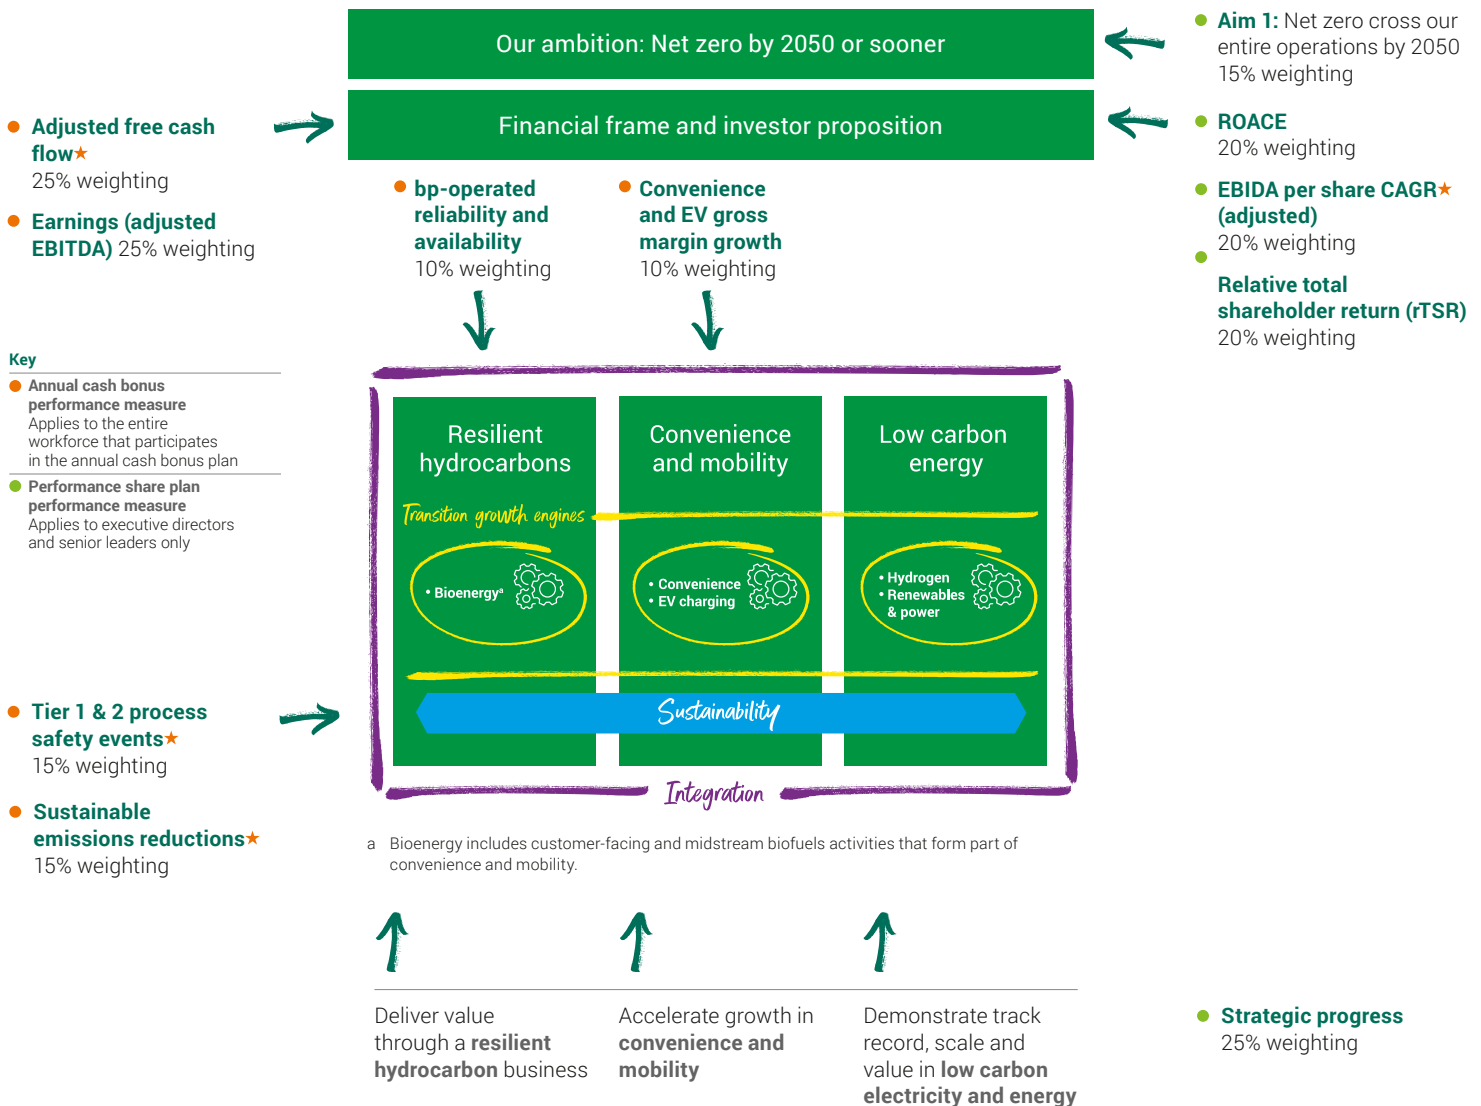 Our ambition: Net zero by 2050 or sooner
Financial frame and investor proposition
Aim 1: Net zero cross our
entire operations by 2050
15% weighting
ROACE
20% weighting
EBIDA per share CAGR★
(adjusted)
20% weighting
Relative total
shareholder return (rTSR)
20% weighting
Adjusted free cash
flow★
25% weighting
Earnings (adjusted
EBITDA) 25% weighting
bp-operated
reliability and
availability
10% weighting
Convenience
and EV gross
margin growth
10% weighting
Key
Annual cash bonus
performance measure
Applies to the entire
workforce that participates
in the annual cash bonus plan
Performance share plan
performance measure
Applies to executive directors
and senior leaders only
Resilient
hydrocarbons
Convenience
and mobility
Low carbon
energy
Transition growth engines
• Bioenergyᵃ
• Convenience
• EV charging
• Hydrogen
• Renewables
& power
Sustainability
Integration
Tier 1 & 2 process
safety events★
15% weighting
Sustainable
emissions reductions★
15% weighting
a Bioenergy includes customer-facing and midstream biofuels activities that form part of
convenience and mobility.
Deliver value
through a resilient
hydrocarbon business
Accelerate growth in
convenience and
mobility
Demonstrate track
record, scale and
value in low carbon
electricity and energy
Strategic progress
25% weighting